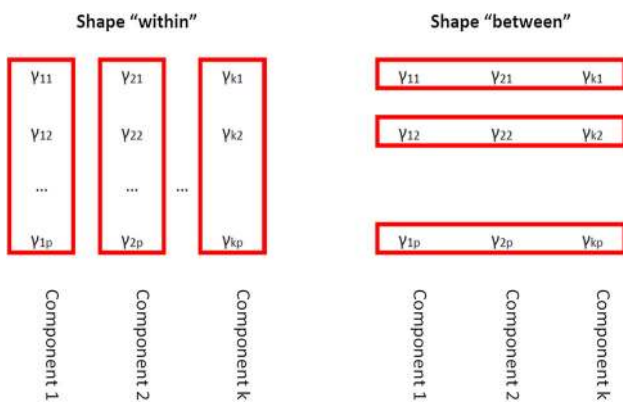 Shape “within”
Shape “between”
γ11 γ21 γk1
γ11 γ21 γk1
γ12 γ22 γk2
γ12 γ22 γk2
... ... ...
γ1p γ2p γkp
γ1p γ2p γkp
Component 1
Component 2
Component k
Component 1
Component 2
Component k